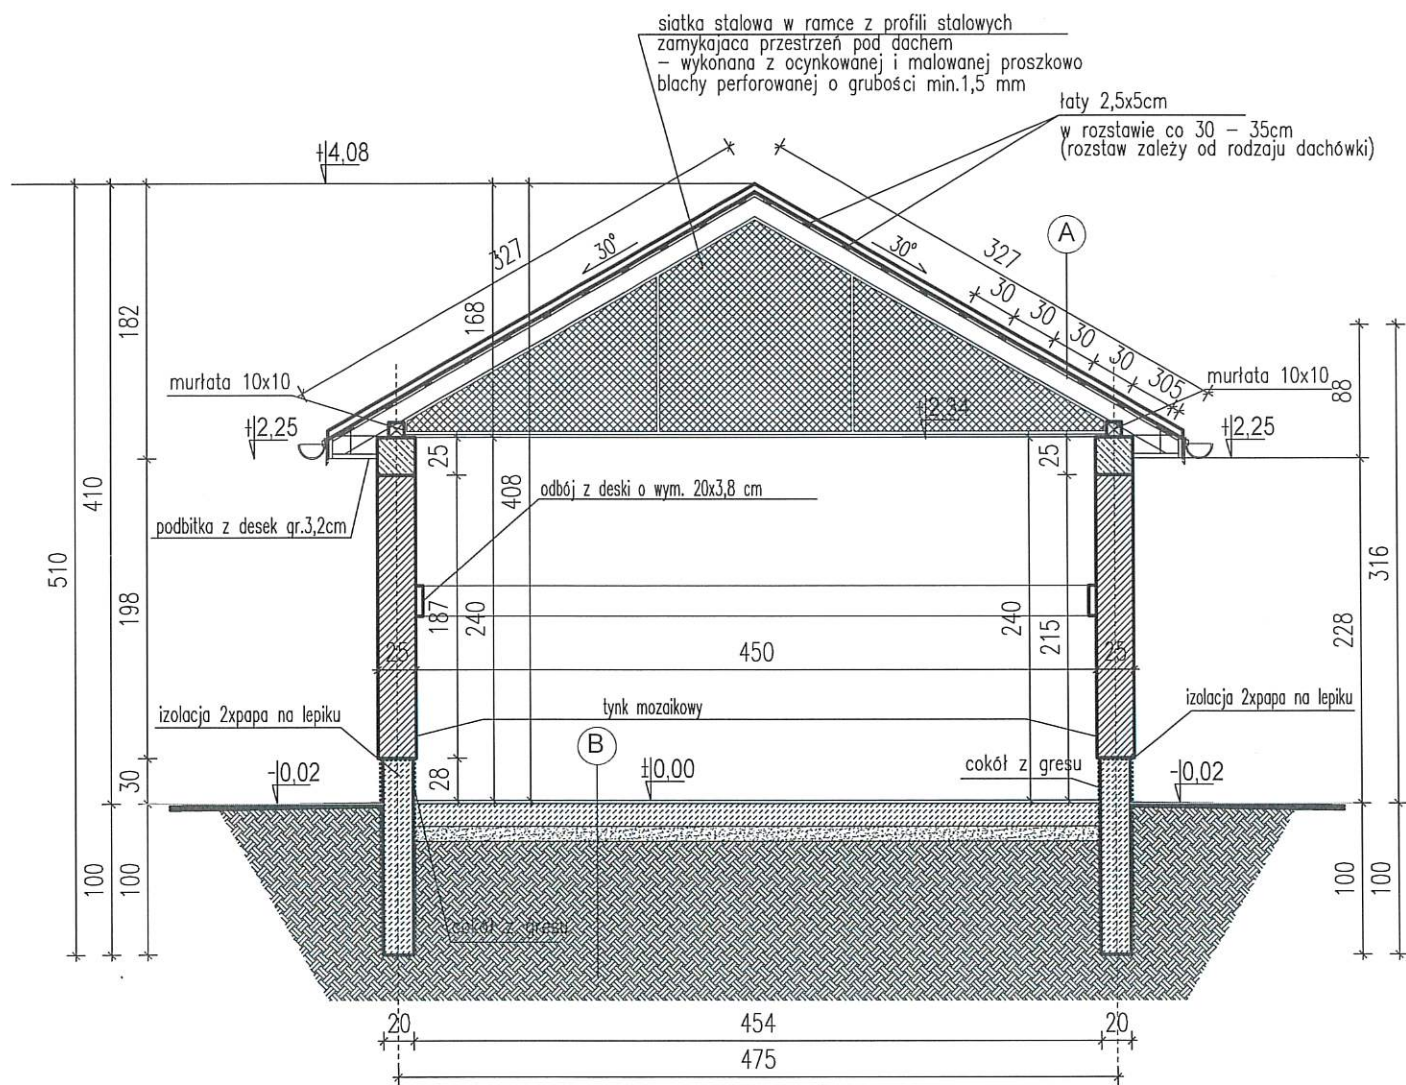 siatka stalowa w ramce z profili stalowych
zamykajaca przestrzeń pod dachem
– wykonana z ocynkowanej i malowanej proszkowo
blachy perforowanej o grubości min.1,5 mm
łaty 2,5x5cm
w rozstawie co 30 – 35cm
(rozstaw zależy od rodzaju dachówki)
+4,08
327
< 30°
30° >
327
A
30
30
30
30
305
182
168
88
murłata 10x10
murłata 10x10
+2,25
+2,34
+2,25
25
25
410
408
odbój z deski o wym. 20x3,8 cm
podbitka z desek gr.3,2cm
510
316
198
187
240
240
215
228
25
450
25
izolacja 2xpapa na lepiku
tynk mozaikowy
izolacja 2xpapa na lepiku
B
cokół z gresu
-0,02
±0,00
-0,02
30
28
100
100
100
100
cokół z gresu
20
454
20
475